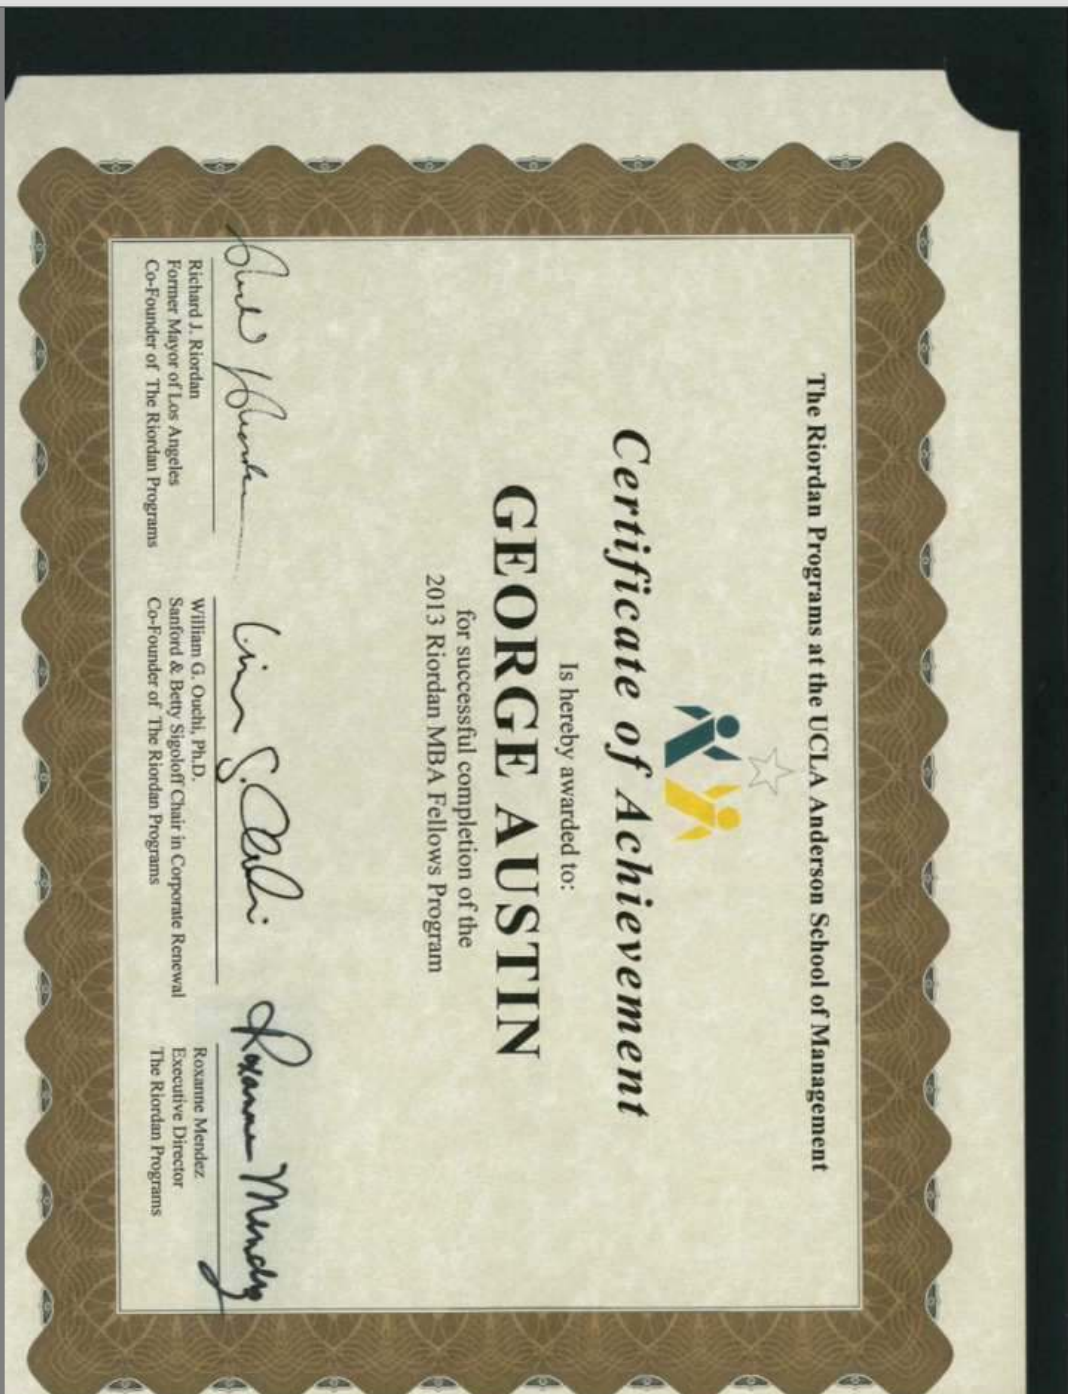 The Riordan Programs at the UCLA Anderson School of Management
Certificate of Achievement
Is hereby awarded to:
GEORGE AUSTIN
for successful completion of the
2013 Riordan MBA Fellows Program
Richard J. Riordan
Former Mayor of Los Angeles
Co-Founder of The Riordan Programs
William G. Ouchi, Ph.D.
Sanford & Betty Sigoloff Chair in Corporate Renewal
Co-Founder of The Riordan Programs
Roxanne Mendez
Roxanne Mendez
Executive Director
The Riordan Programs